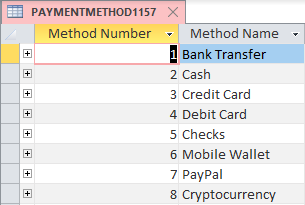 PAYMENTMETHOD1157
Method Number Method Name
1 Bank Transfer
2 Cash
3 Credit Card
4 Debit Card
5 Checks
6 Mobile Wallet
7 PayPal
8 Cryptocurrency